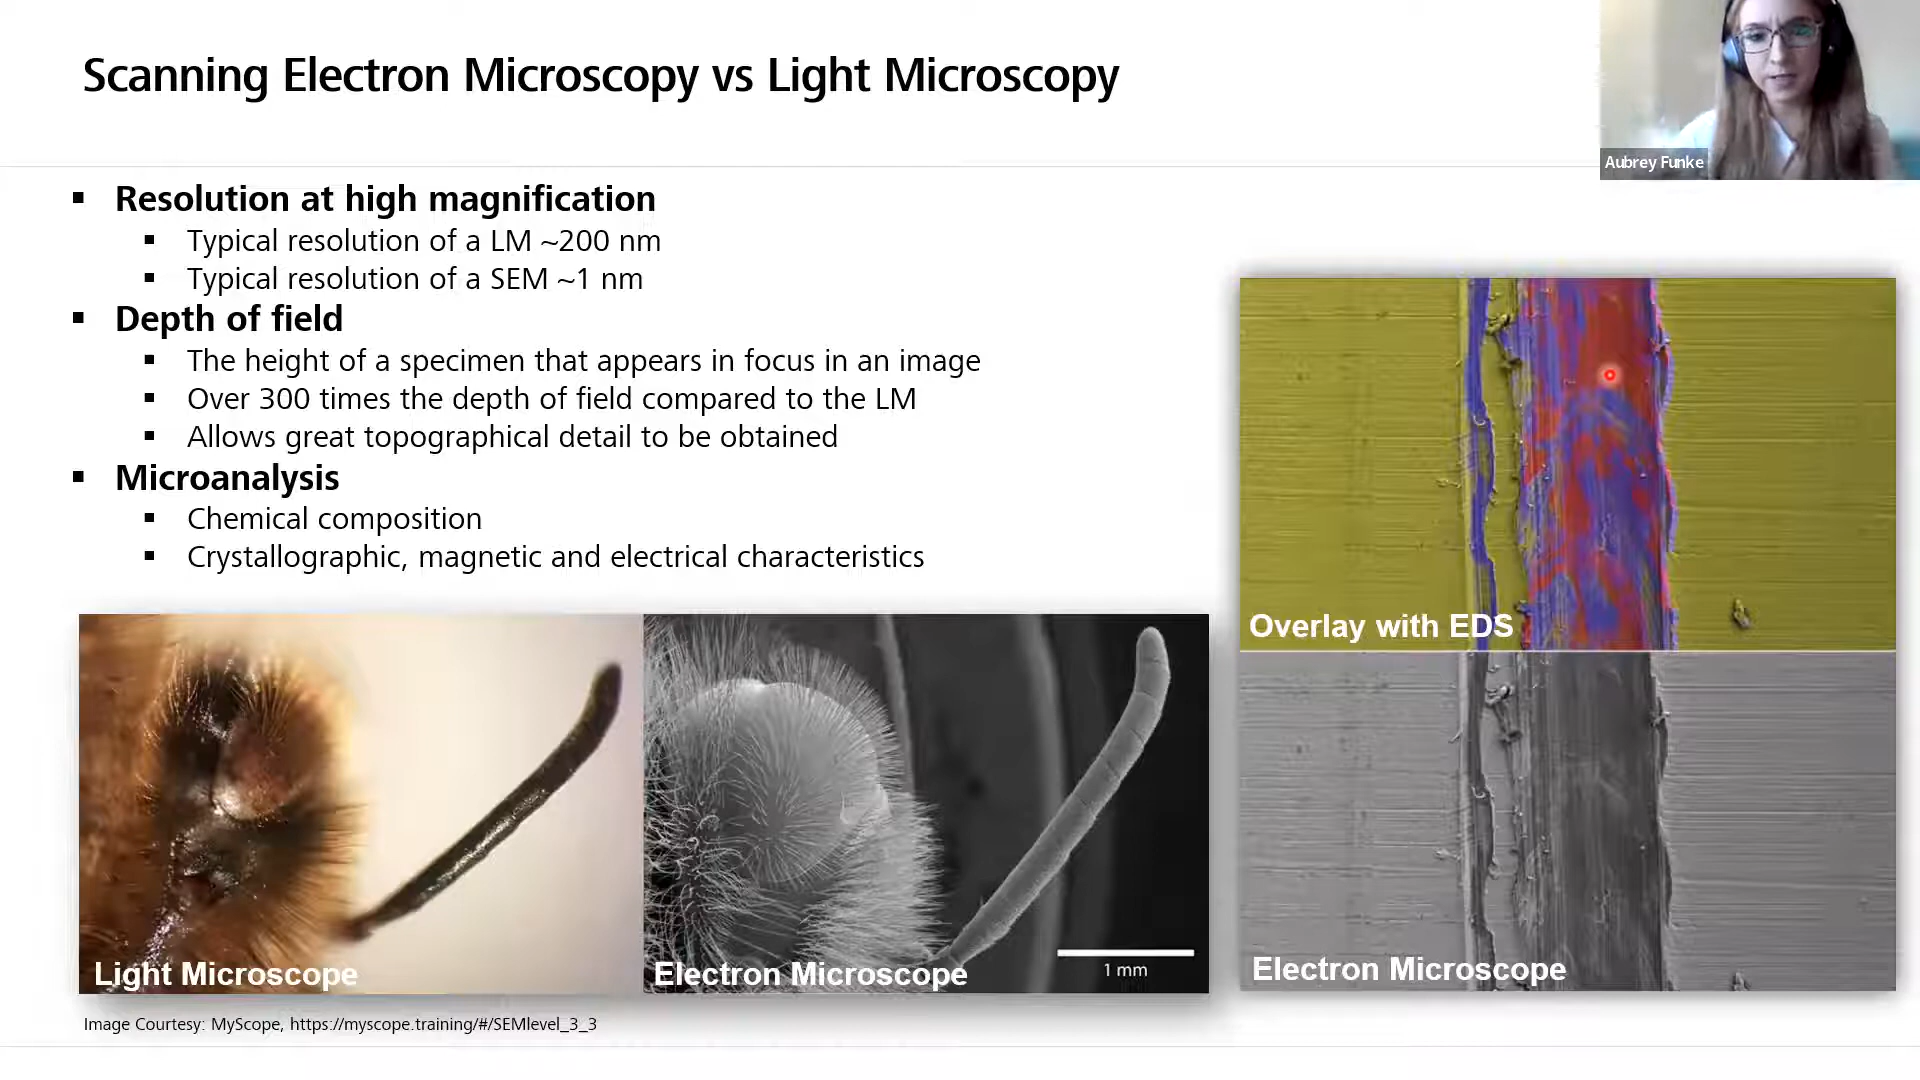 Scanning Electron Microscopy vs Light Microscopy
Aubrey Funke
Resolution at high magnification
Typical resolution of a LM ~200 nm
Typical resolution of a SEM ~1 nm
Depth of field
The height of a specimen that appears in focus in an image
Over 300 times the depth of field compared to the LM
Allows great topographical detail to be obtained
Microanalysis
Chemical composition
Crystallographic, magnetic and electrical characteristics
Overlay with EDS
Light Microscope
Electron Microscope
1 mm
Electron Microscope
Image Courtesy: MyScope, https://myscope.training/#/SEMlevel_3_3